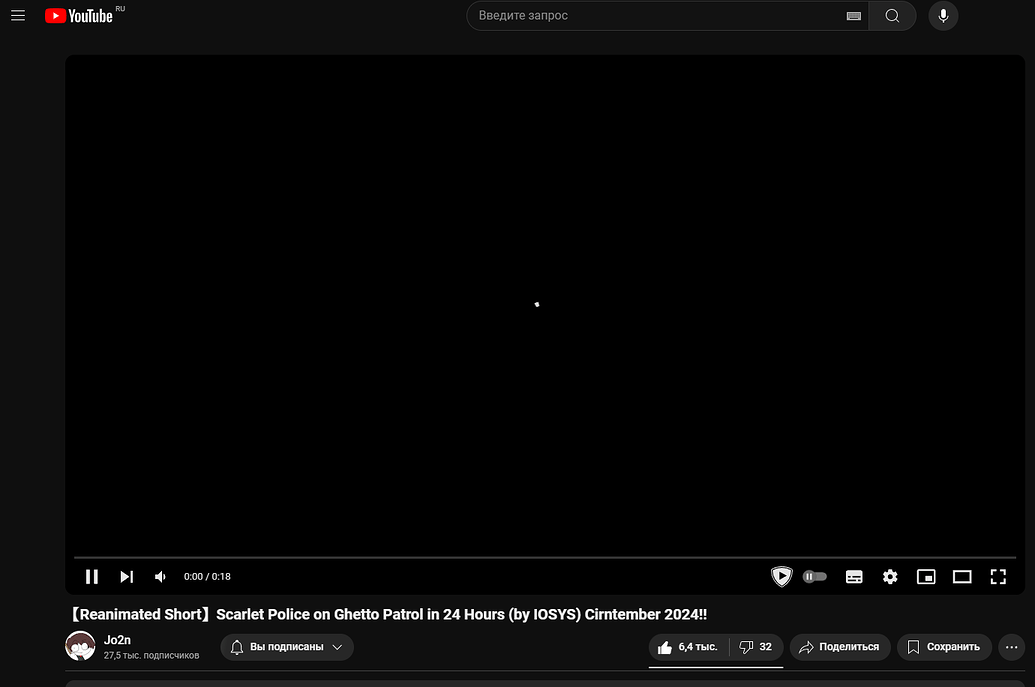 YouTube RU
Введите запрос
0:00 / 0:18
【Reanimated Short】Scarlet Police on Ghetto Patrol in 24 Hours (by IOSYS) Cirntember 2024!!
Jo2n
27,5 тыс. подписчиков
Вы подписаны
6,4 тыс.
32
Поделиться
Сохранить